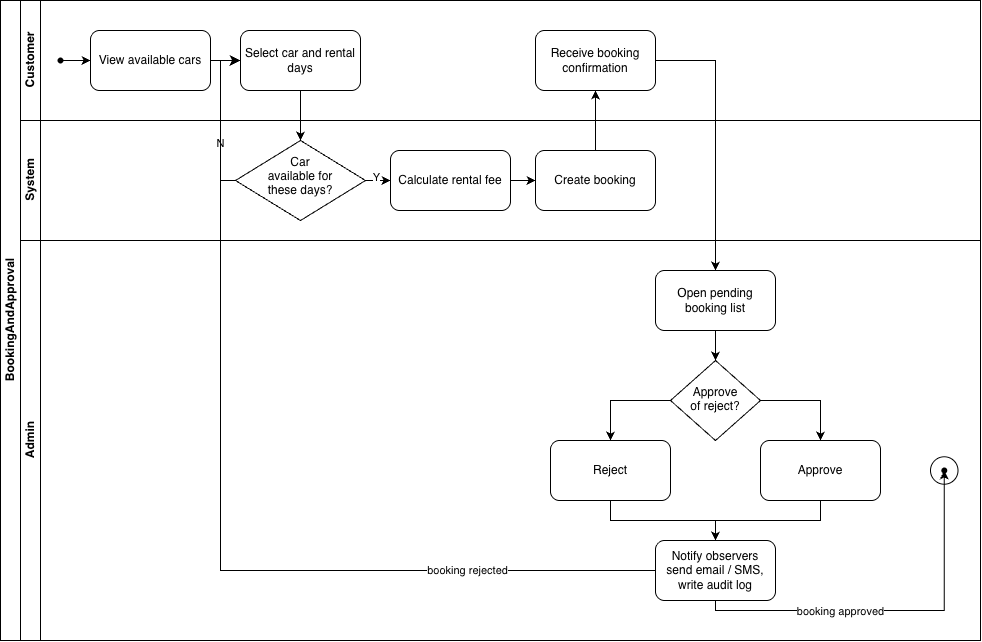 BookingAndApproval
Customer
View available cars
Select car and rental
days
Receive booking
confirmation
System
N
Car
available for
these days?
Y
Calculate rental fee
Create booking
Admin
Open pending
booking list
Approve
of reject?
Reject
Approve
Notify observers
send email / SMS,
write audit log
booking rejected
booking approved